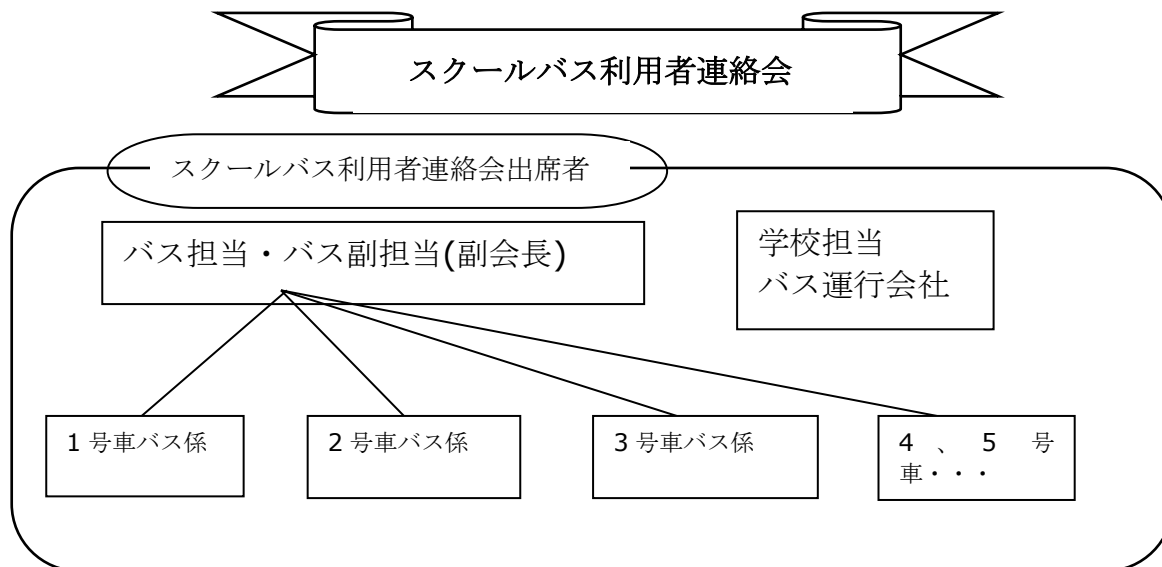 スクールバス利用者連絡会
スクールバス利用者連絡会出席者
バス担当・バス副担当(副会長)
学校担当
バス運行会社
1号車バス係
2号車バス係
3号車バス係
4、5号
車・・・